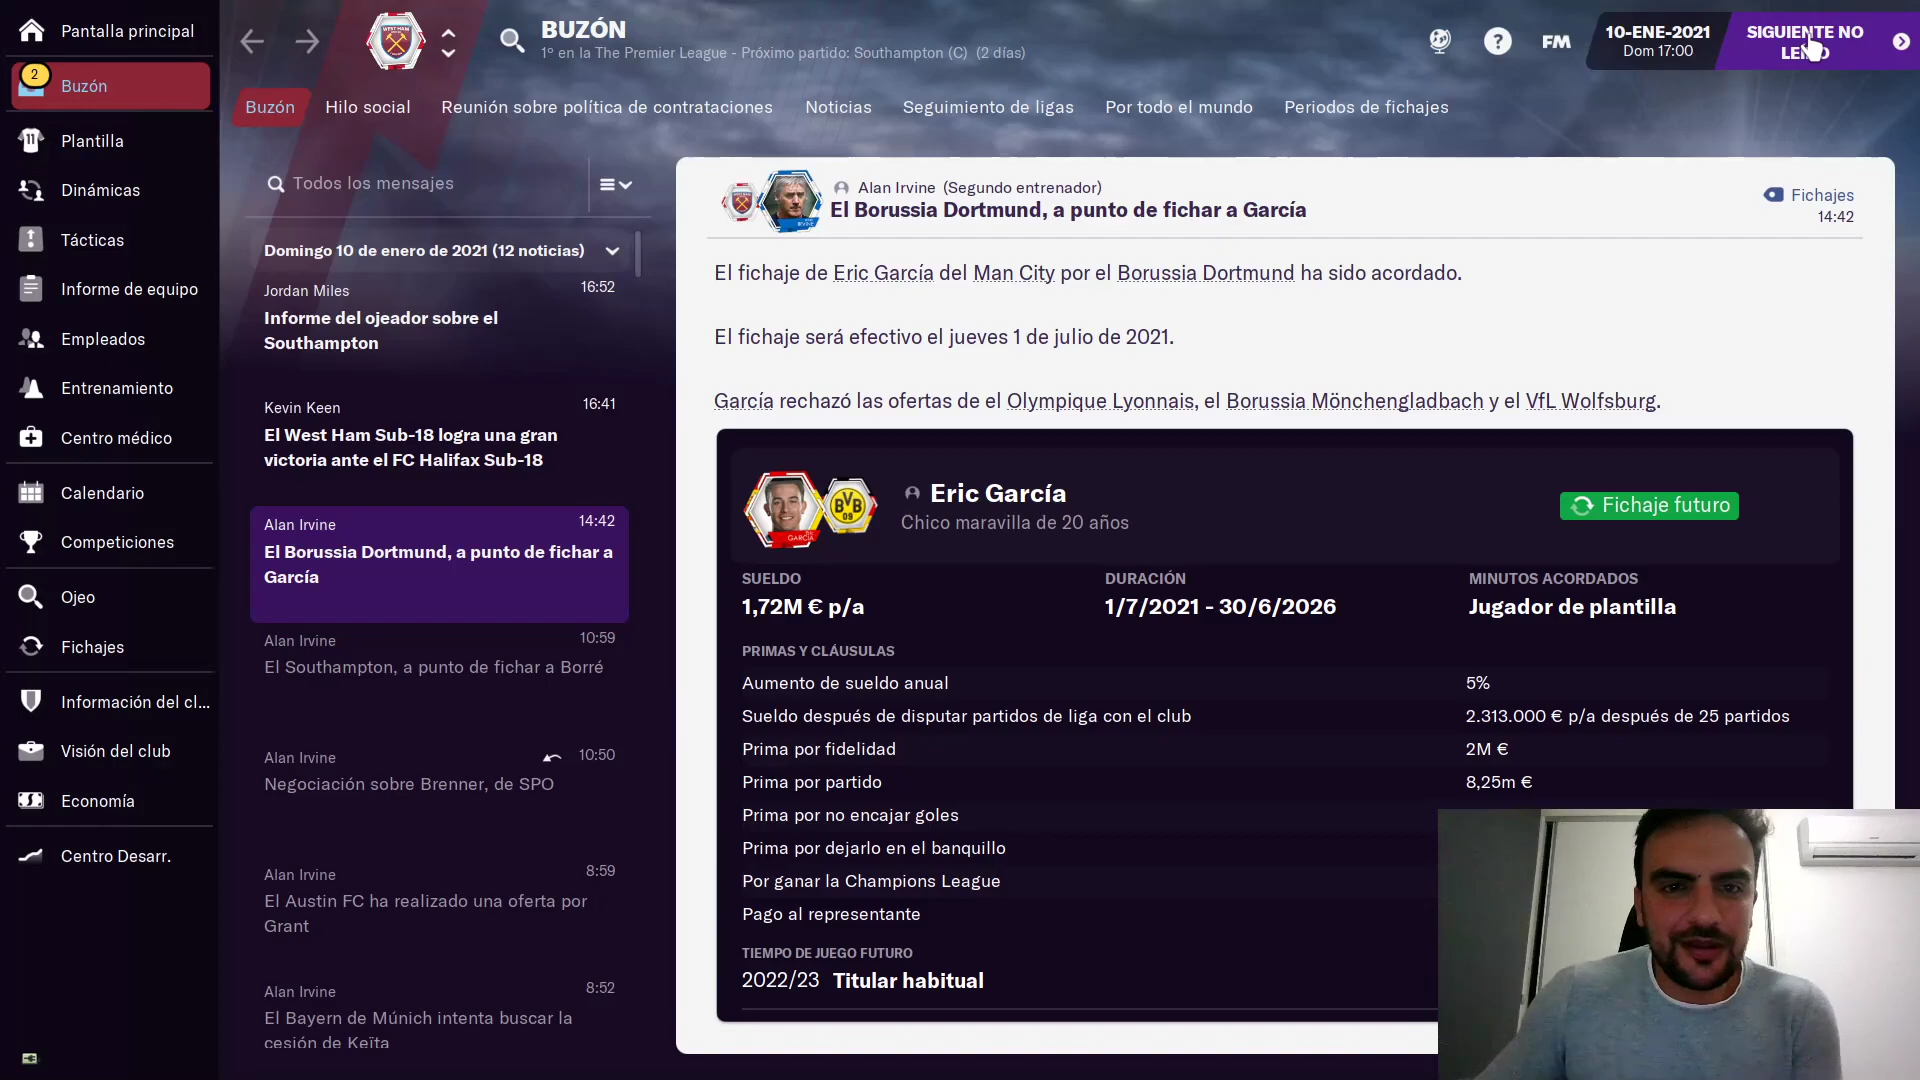 Pantalla principal
2
Buzón
Plantilla
Dinámicas
Tácticas
Informe de equipo
Empleados
Entrenamiento
Centro médico
Calendario
Competiciones
Ojeo
Fichajes
Información del cl...
Visión del club
Economía
Centro Desarr.
BUZÓN
1º en la The Premier League - Próximo partido: Southampton (C) (2 días)
FM
10-ENE-2021
Dom 17:00
SIGUIENTE NO
Buzón
Hilo social
Reunión sobre política de contrataciones
Noticias
Seguimiento de ligas
Por todo el mundo
Periodos de fichajes
Todos los mensajes
Domingo 10 de enero de 2021 (12 noticias)
Jordan Miles 16:52
Informe del ojeador sobre el
Southampton
Kevin Keen 16:41
El West Ham Sub-18 logra una gran
victoria ante el FC Halifax Sub-18
Alan Irvine 14:42
El Borussia Dortmund, a punto de fichar a
García
Alan Irvine 10:59
El Southampton, a punto de fichar a Borré
Alan Irvine 10:50
Negociación sobre Brenner, de SPO
Alan Irvine 8:59
El Austin FC ha realizado una oferta por
Grant
Alan Irvine 8:52
El Bayern de Múnich intenta buscar la
cesión de Keïta
Alan Irvine (Segundo entrenador)
El Borussia Dortmund, a punto de fichar a García
Fichajes
14:42
El fichaje de Eric García del Man City por el Borussia Dortmund ha sido acordado.
El fichaje será efectivo el jueves 1 de julio de 2021.
García rechazó las ofertas de el Olympique Lyonnais, el Borussia Mönchengladbach y el VfL Wolfsburg.
GARCIA
BVB
09
Eric García
Chico maravilla de 20 años
Fichaje futuro
SUELDO
1,72M € p/a
DURACIÓN
1/7/2021 - 30/6/2026
MINUTOS ACORDADOS
Jugador de plantilla
PRIMAS Y CLÁUSULAS
Aumento de sueldo anual 5%
Sueldo después de disputar partidos de liga con el club 2.313.000 € p/a después de 25 partidos
Prima por fidelidad 2M €
Prima por partido 8,25m €
Prima por no encajar goles
Prima por dejarlo en el banquillo
Por ganar la Champions League
Pago al representante
TIEMPO DE JUEGO FUTURO
2022/23 Titular habitual